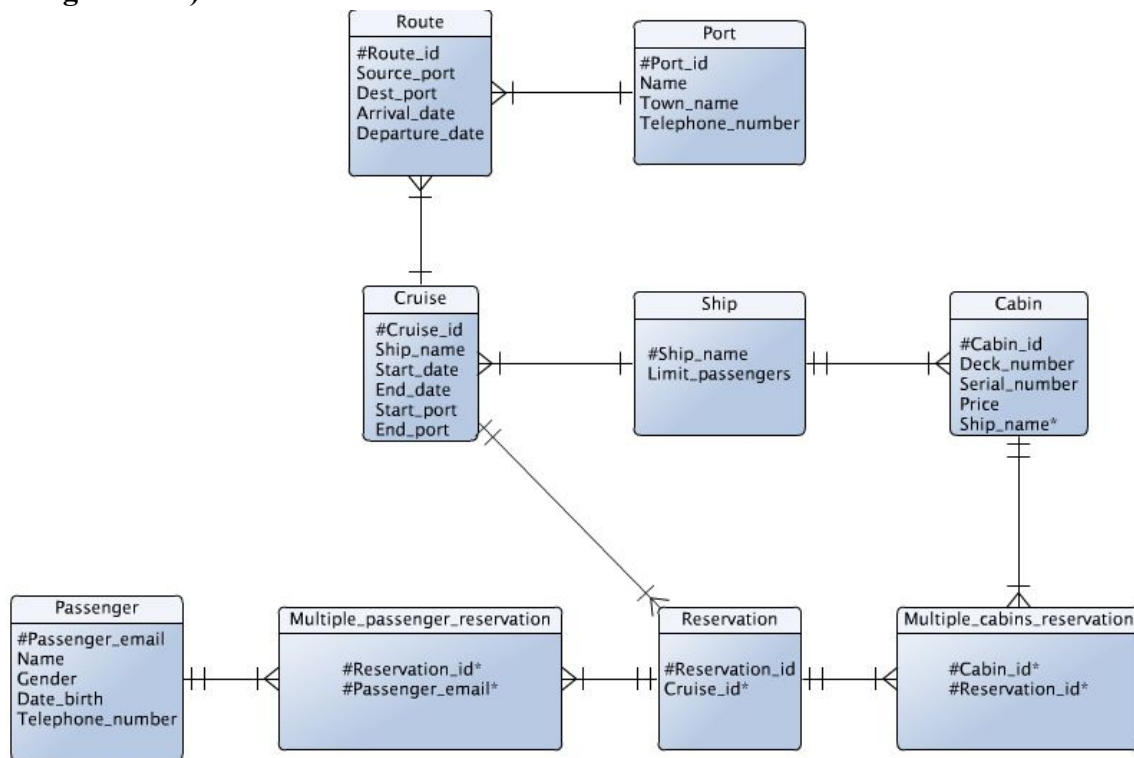 Route
#Route_id
Source_port
Dest_port
Arrival_date
Departure_date
Port
#Port_id
Name
Town_name
Telephone_number
Cruise
#Cruise_id
Ship_name
Start_date
End_date
Start_port
End_port
Ship
#Ship_name
Limit_passengers
Cabin
#Cabin_id
Deck_number
Serial_number
Price
Ship_name*
Passenger
#Passenger_email
Name
Gender
Date_birth
Telephone_number
Multiple_passenger_reservation
#Reservation_id*
#Passenger_email*
Reservation
#Reservation_id
Cruise_id*
Multiple_cabins_reservation
#Cabin_id*
#Reservation_id*